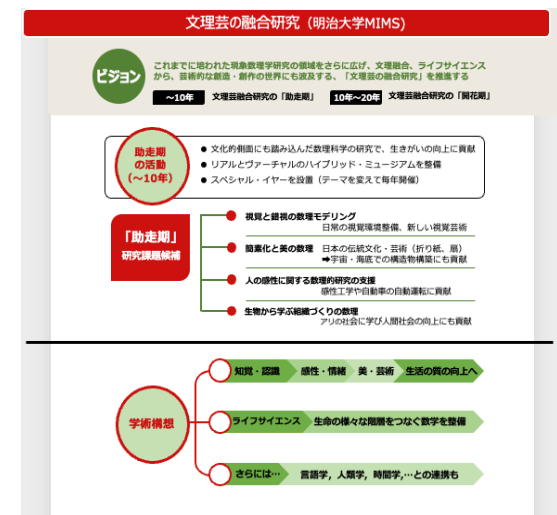 文理芸の融合研究（明治大学MIMS）
ビジョン
これまでに培われた現象数理学研究の領域をさらに広げ、文理融合、ライフサイエンス
から、芸術的な創造・創作の世界にも波及する、「文理芸の融合研究」を推進する
～10年 文理芸融合研究の「助走期」 10年～20年 文理芸融合研究の「開花期」
助走期
の活動
（～10年）
● 文化的側面にも踏み込んだ数理科学の研究で、生きがいの向上に貢献
● リアルとヴァーチャルのハイブリッド・ミュージアムを整備
● スペシャル・イヤーを設置（テーマを変えて毎年開催）
「助走期」
研究課題候補
視覚と錯視の数理モデリング
日常の視覚環境整備、新しい視覚芸術
簡素化と美の数理 日本の伝統文化・芸術（折り紙、扇）
➡宇宙・海底での構造物構築にも貢献
人の感性に関する数理的研究の支援
感性工学や自動車の自動運転に貢献
生物から学ぶ組織づくりの数理
アリの社会に学び人間社会の向上にも貢献
学術構想
知覚・認識 感性・情緒 美・芸術 生活の質の向上へ
ライフサイエンス 生命の様々な階層をつなぐ数学を整備
さらには… 言語学，人類学，時間学，…との連携も